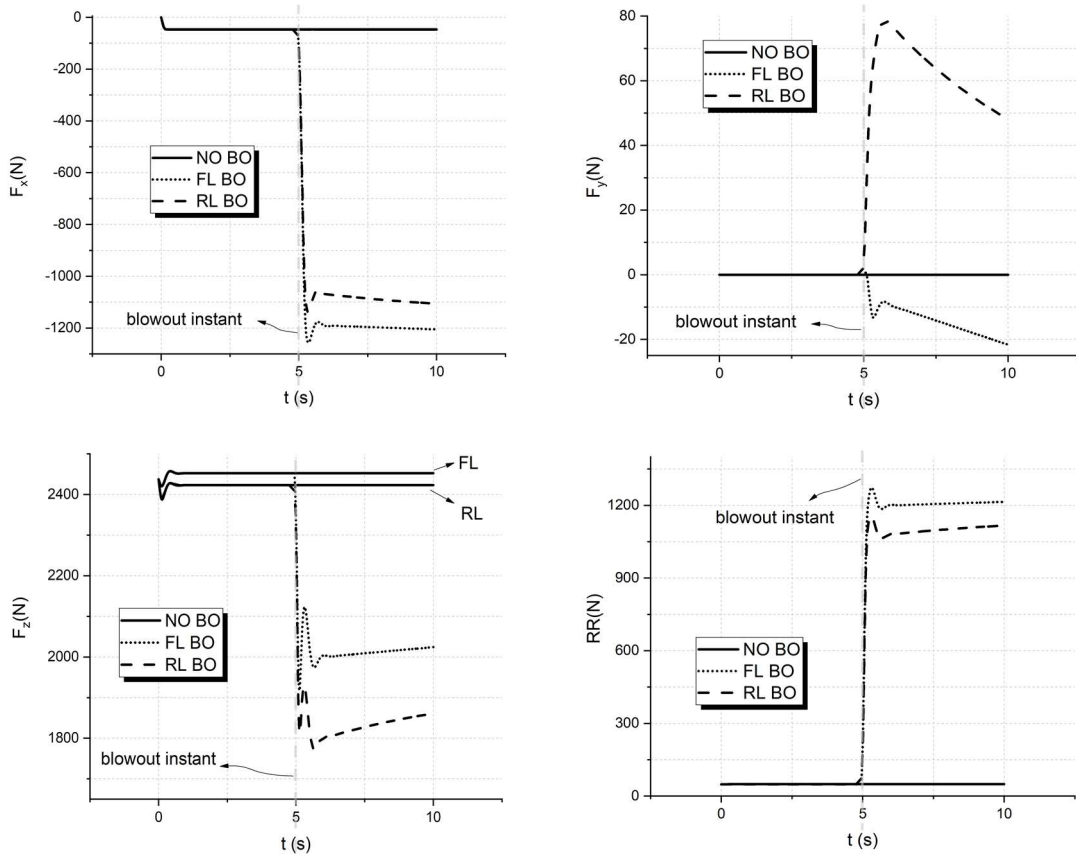 0
-200
-400
-600
-800
-1000
-1200
Fx(N)
NO BO
FL BO
RL BO
blowout instant
0
5
10
t (s)
80
60
40
20
0
-20
Fy(N)
NO BO
FL BO
RL BO
blowout instant
0
5
10
t (s)
2400
2200
2000
1800
Fz(N)
FL
RL
NO BO
FL BO
RL BO
blowout instant
0
5
10
t (s)
1200
900
600
300
0
RR(N)
blowout instant
NO BO
FL BO
RL BO
0
5
10
t (s)